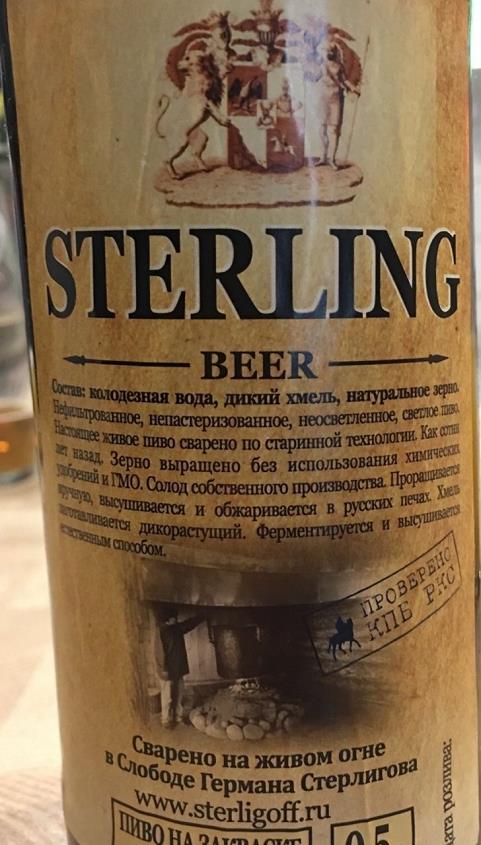 STERLING
BEER
Состав: колодезная вода, дикий хмель, натуральное зерно.
Нефильтрованное, непастеризованное, неосветленное, светлое пиво.
Настоящее живое пиво сварено по старинной технологии. Как сотни
лет назад. Зерно выращено без использования химических
удобрений и ГМО. Солод собственного производства. Проращивается
вручную, высушивается и обжаривается в русских печах. Хмель
заготавливается дикорастущий. Ферментируется и высушивается
естественным способом.
ПРОВЕРЕНО
КПБ РКС
Сварено на живом огне
в Слободе Германа Стерлигова
www.sterligoff.ru
ПИВО НА ЗАКВАСКЕ
0,5
дата розлива: